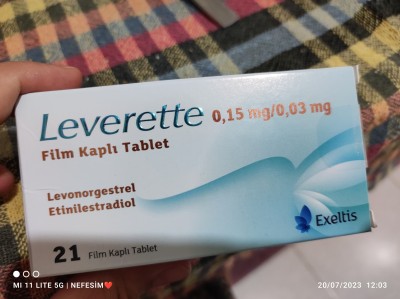 Leverette 0,15 mg/0,03 mg
Film Kaplı Tablet
Levonorgestrel
Etinilestradiol
Exeltis
21 Film Kaplı Tablet
MI 11 LITE 5G | NEFESİM❤️
20/07/2023 12:03